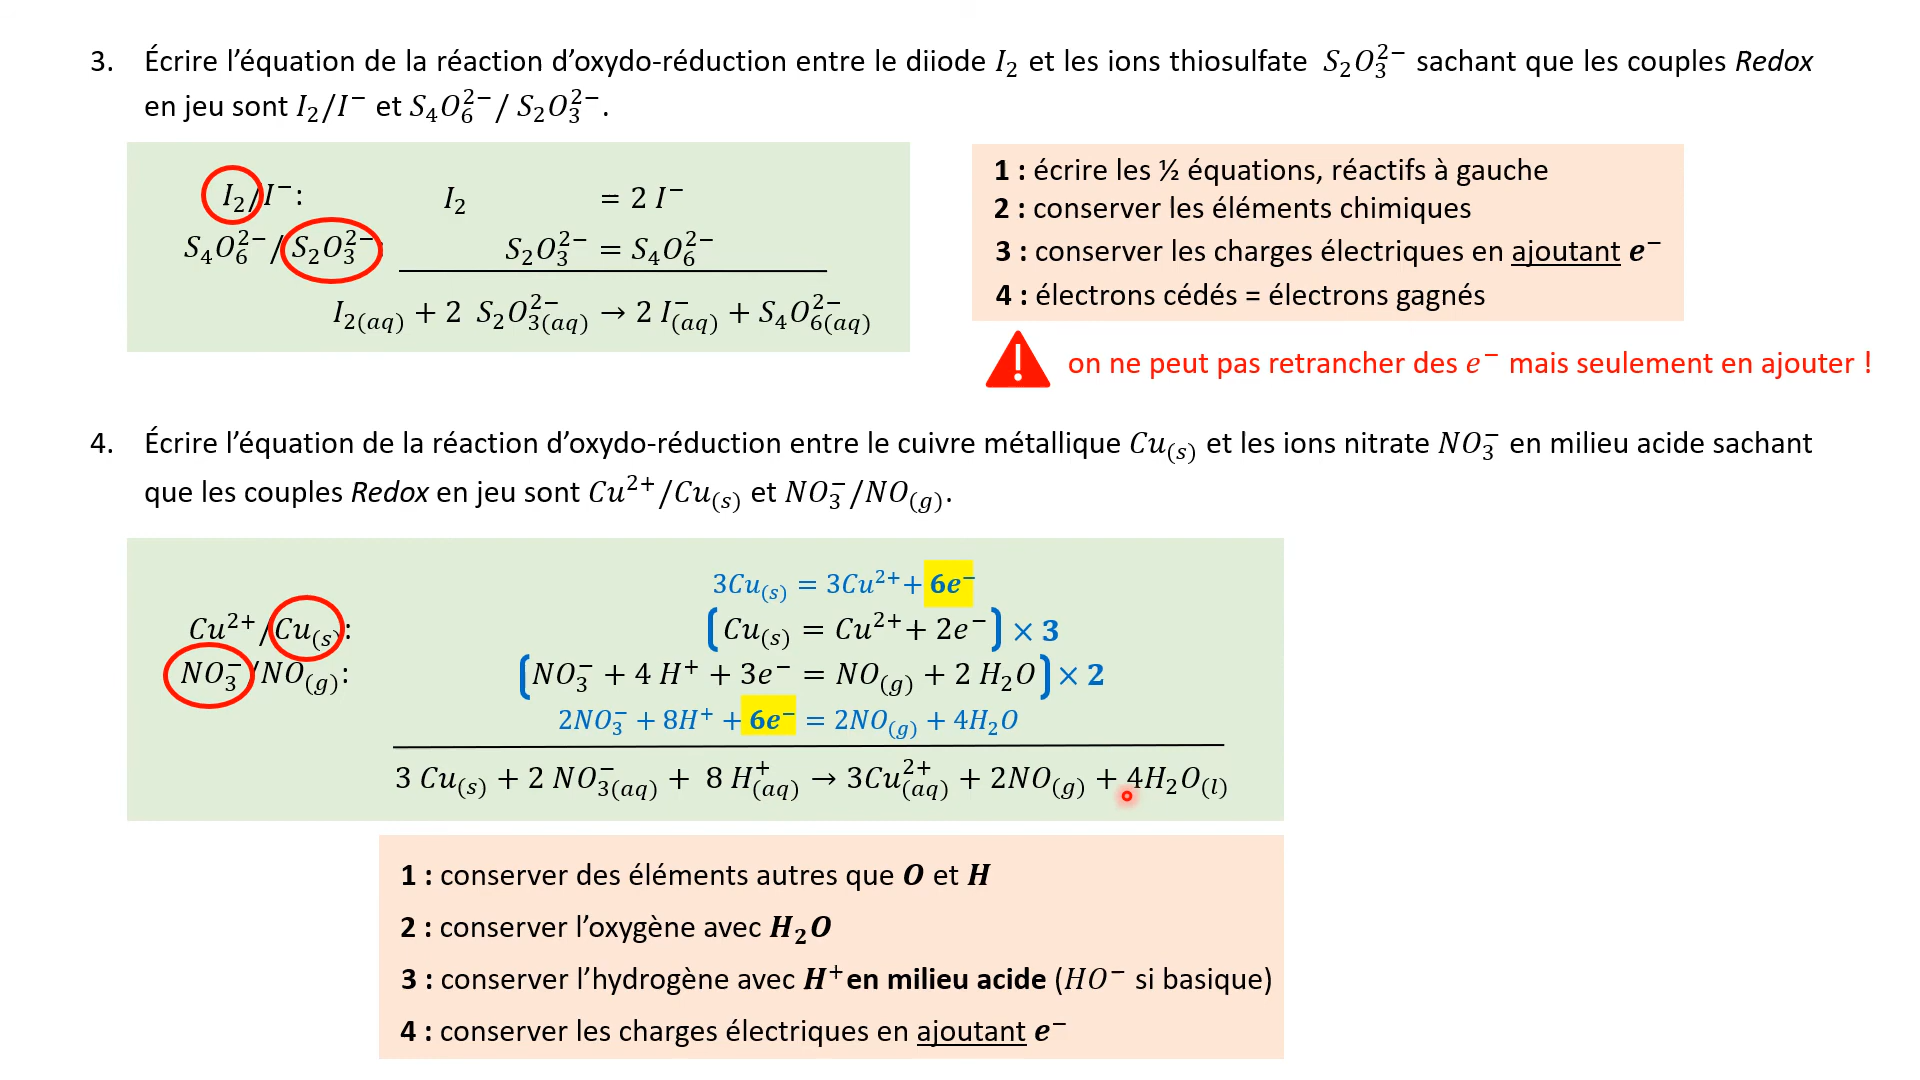 3. Écrire l’équation de la réaction d’oxydo-réduction entre le diiode I₂ et les ions thiosulfate S₂O₃²⁻ sachant que les couples Redox
en jeu sont I₂/I⁻ et S₄O₆²⁻/ S₂O₃²⁻.
I₂/I⁻: I₂ = 2 I⁻
S₄O₆²⁻/S₂O₃²⁻: S₂O₃²⁻ = S₄O₆²⁻
I₂(aq) + 2 S₂O₃²⁻(aq) → 2 I⁻(aq) + S₄O₆²⁻(aq)
1 : écrire les ½ équations, réactifs à gauche
2 : conserver les éléments chimiques
3 : conserver les charges électriques en ajoutant e⁻
4 : électrons cédés = électrons gagnés
on ne peut pas retrancher des e⁻ mais seulement en ajouter !
4. Écrire l’équation de la réaction d’oxydo-réduction entre le cuivre métallique Cu(s) et les ions nitrate NO₃⁻ en milieu acide sachant
que les couples Redox en jeu sont Cu²⁺/Cu(s) et NO₃⁻/NO(g).
3Cu(s) = 3Cu²⁺ + 6e⁻
Cu²⁺/Cu(s): (Cu(s) = Cu²⁺ + 2e⁻) × 3
NO₃⁻/NO(g): (NO₃⁻ + 4 H⁺ + 3e⁻ = NO(g) + 2 H₂O) × 2
2NO₃⁻ + 8H⁺ + 6e⁻ = 2NO(g) + 4H₂O
3 Cu(s) + 2 NO₃⁻(aq) + 8 H⁺(aq) → 3Cu²⁺(aq) + 2NO(g) + 4H₂O(l)
1 : conserver des éléments autres que O et H
2 : conserver l’oxygène avec H₂O
3 : conserver l’hydrogène avec H⁺ en milieu acide (HO⁻ si basique)
4 : conserver les charges électriques en ajoutant e⁻